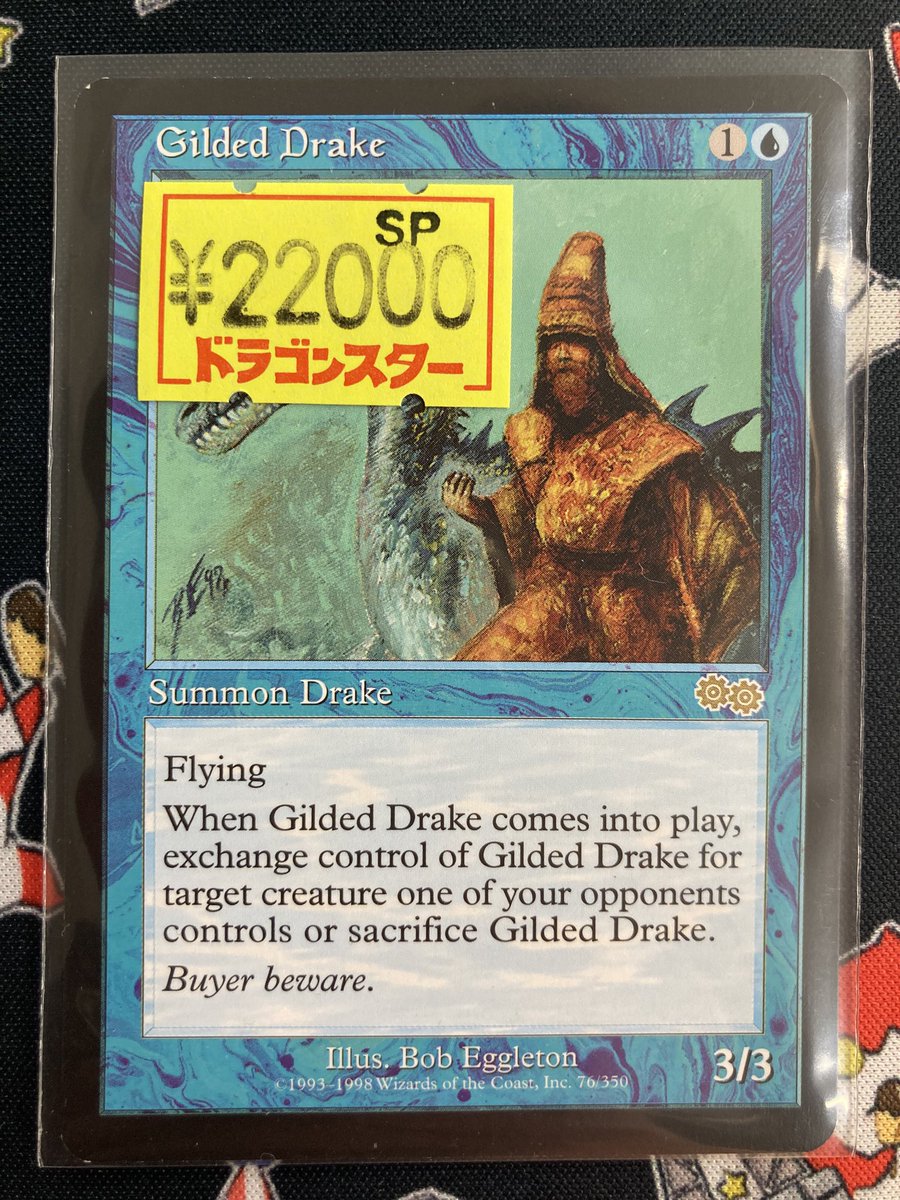 Gilded Drake
1
SP
¥22000
ドラゴンスター
BE98
Summon Drake
Flying
When Gilded Drake comes into play,
exchange control of Gilded Drake for
target creature one of your opponents
controls or sacrifice Gilded Drake.
Buyer beware.
Illus. Bob Eggleton
©1993–1998 Wizards of the Coast, Inc. 76/350
3/3